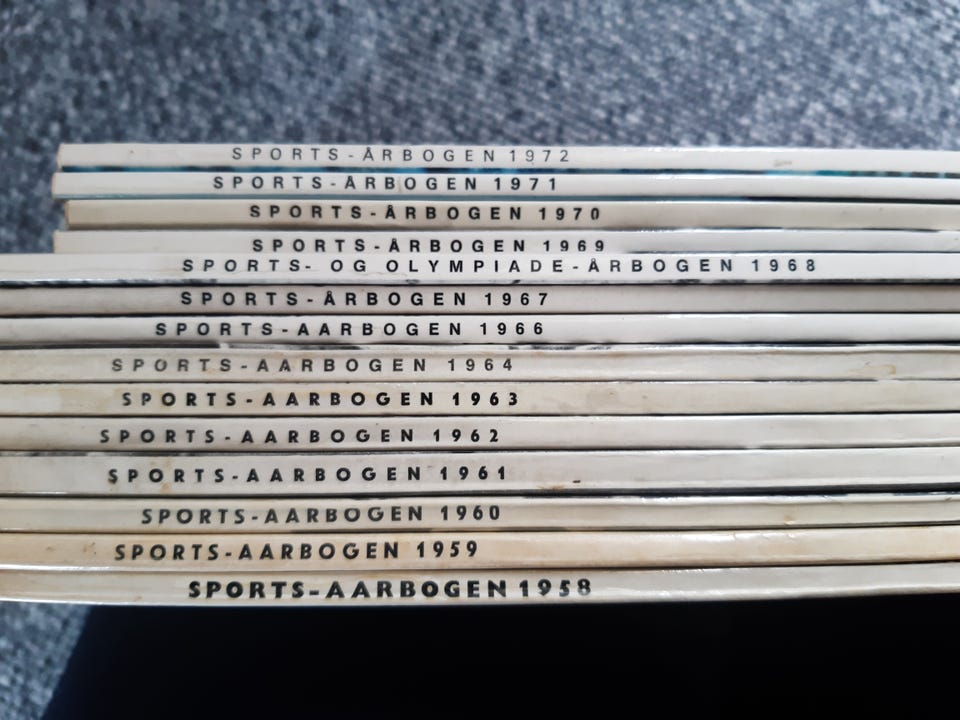 SPORTS-ÅRBOGEN 1972
SPORTS-ÅRBOGEN 1971
SPORTS-ÅRBOGEN 1970
SPORTS-ÅRBOGEN 1969
SPORTS- OG OLYMPIADE-ÅRBOGEN 1968
SPORTS-ÅRBOGEN 1967
SPORTS-AARBOGEN 1966
SPORTS-AARBOGEN 1964
SPORTS-AARBOGEN 1963
SPORTS-AARBOGEN 1962
SPORTS-AARBOGEN 1961
SPORTS-AARBOGEN 1960
SPORTS-AARBOGEN 1959
SPORTS-AARBOGEN 1958